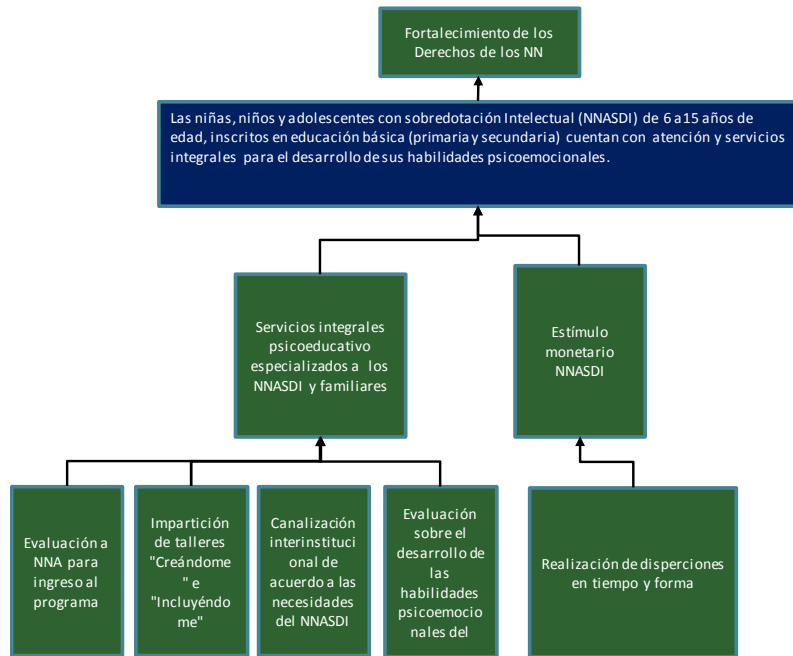 Fortalecimiento de los
Derechos de los NN
Las niñas, niños y adolescentes con sobredotación Intelectual (NNASDI) de 6 a 15 años de
edad, inscritos en educación básica (primaria y secundaria) cuentan con atención y servicios
integrales para el desarrollo de sus habilidades psicoemocionales.
Servicios integrales
psicoeducativo
especializados a los
NNASDI y familiares
Estímulo
monetario
NNASDI
Evaluación a
NNA para
ingreso al
programa
Impartición
de talleres
"Creándome
" e
"Incluyéndo
me"
Canalización
interinstituci
onal de
acuerdo a las
necesidades
del NNASDI
Evaluación
sobre el
desarrollo de
las
habilidades
psicoemocio
nales del
Realización de disperciones
en tiempo y forma